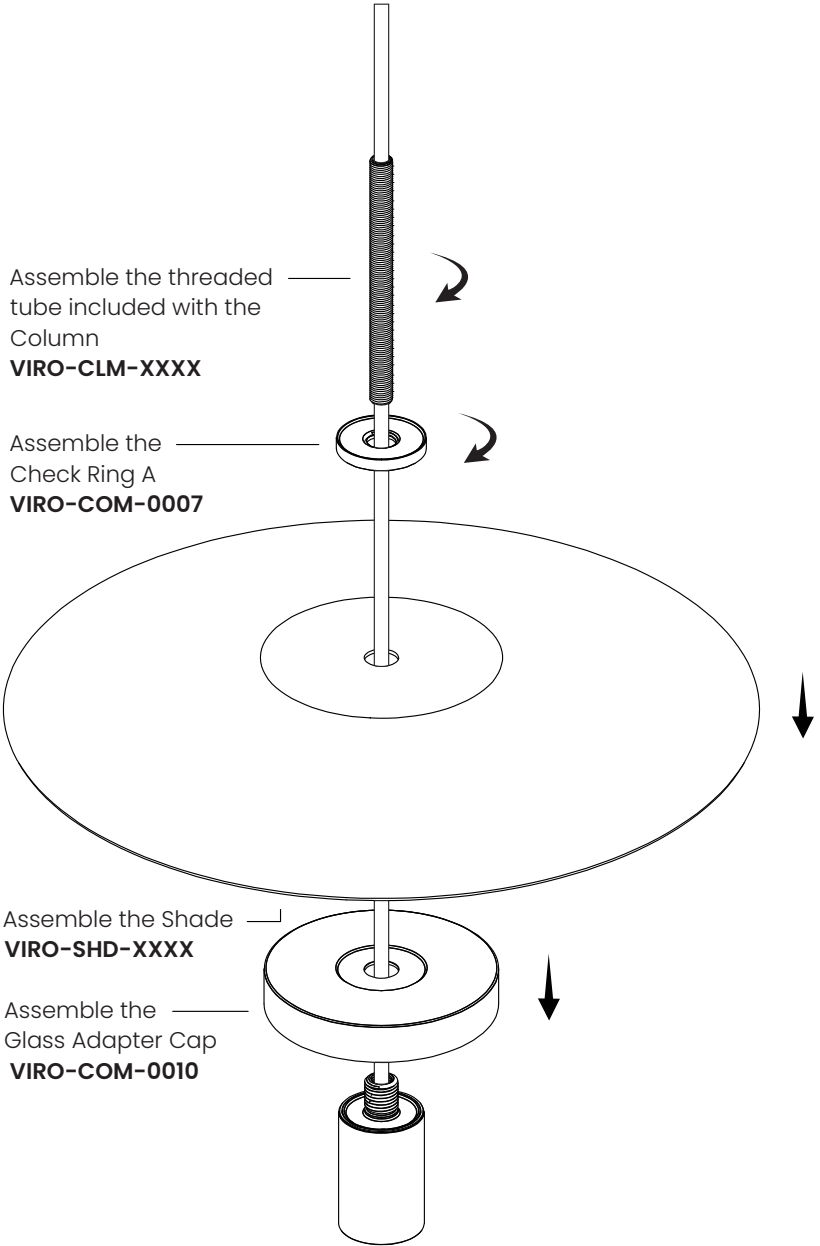 Assemble the threaded
tube included with the
Column
VIRO-CLM-XXXX
Assemble the
Check Ring A
VIRO-COM-0007
Assemble the Shade
VIRO-SHD-XXXX
Assemble the
Glass Adapter Cap
VIRO-COM-0010